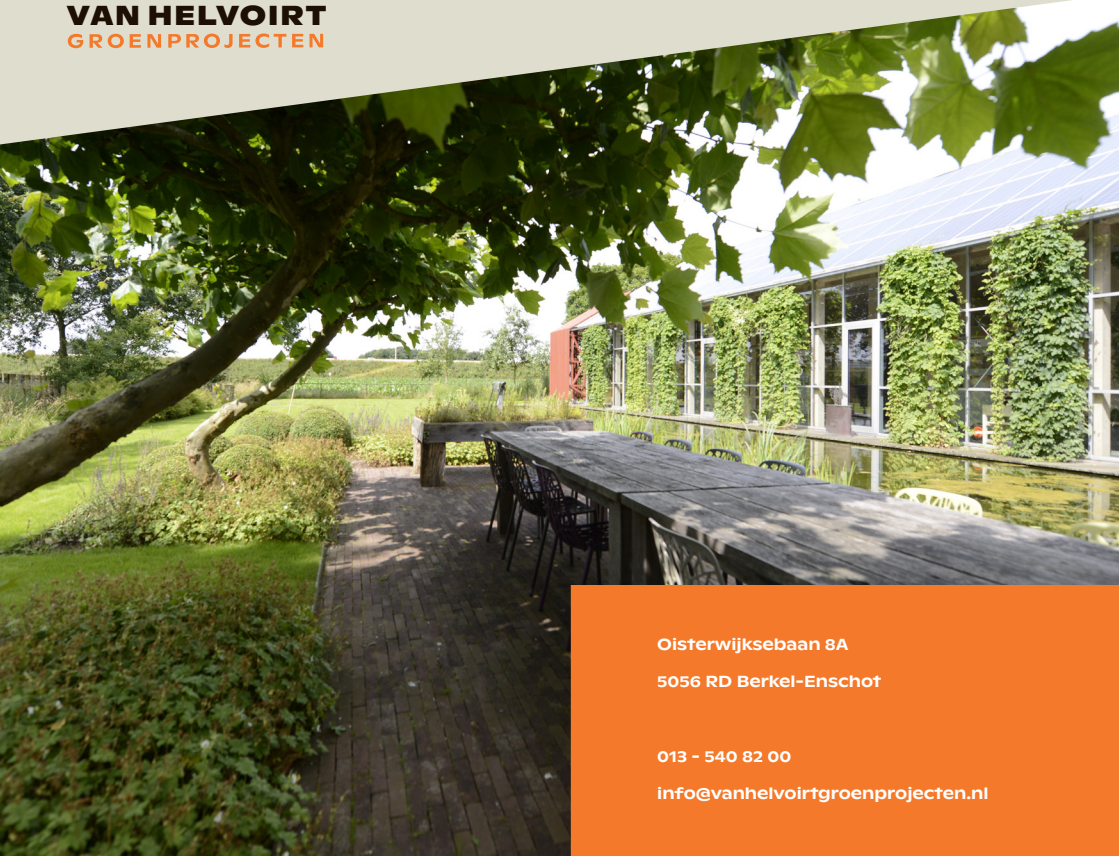 VAN HELVOIRT
GROENPROJECTEN
Oisterwijksebaan 8A
5056 RD Berkel-Enschot
013 - 540 82 00
info@vanhelvoirtgroenprojecten.nl